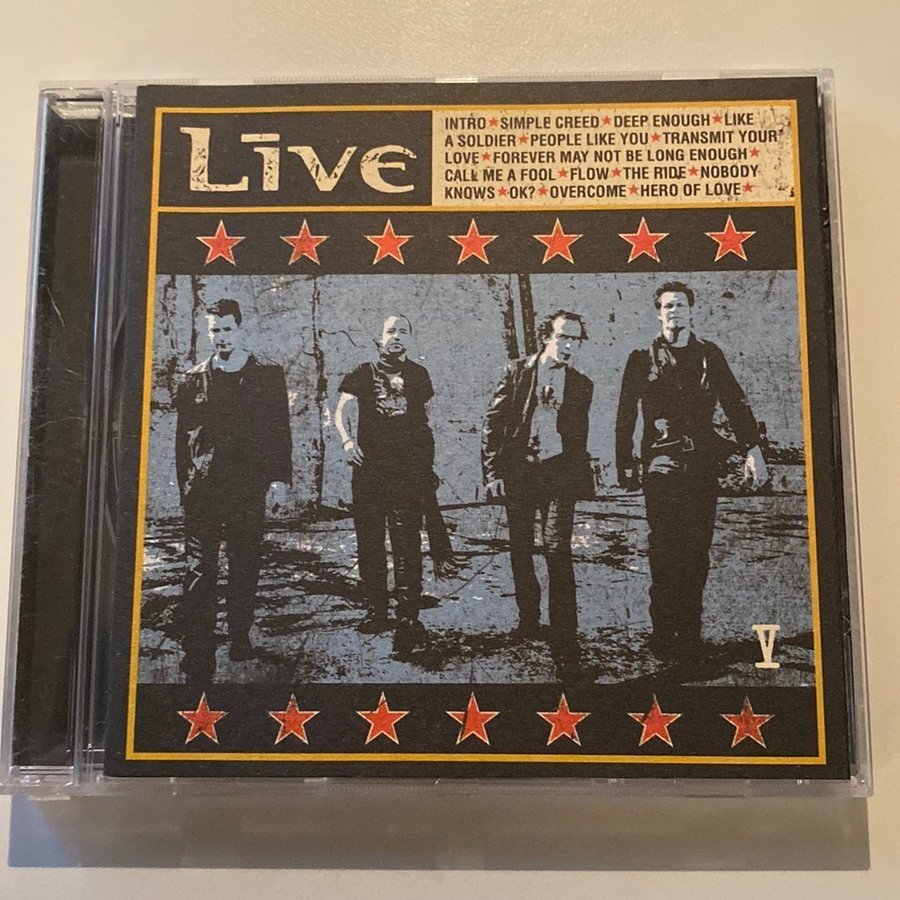 LīVE
INTRO★SIMPLE CREED★DEEP ENOUGH★LIKE
A SOLDIER★PEOPLE LIKE YOU★TRANSMIT YOUR
LOVE★FOREVER MAY NOT BE LONG ENOUGH★
CALL ME A FOOL★FLOW★THE RIDE★NOBODY
KNOWS★OK?★OVERCOME★HERO OF LOVE★
V